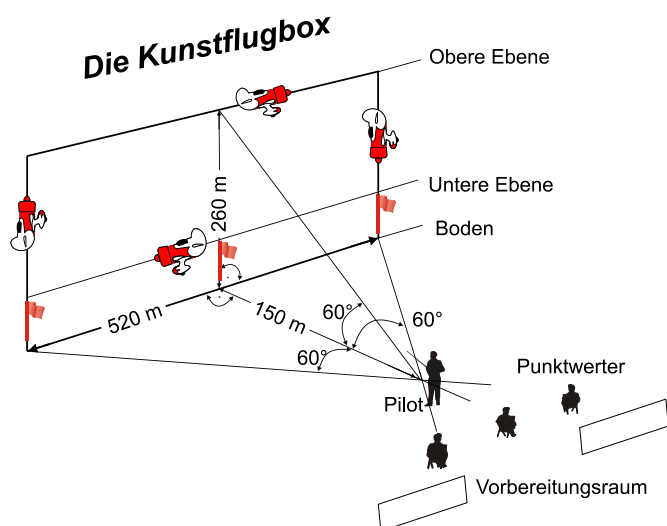 Die Kunstflugbox
Obere Ebene
Untere Ebene
260 m
Boden
520 m
150 m
60°
60°
60°
Punktwerter
Pilot
Vorbereitungsraum